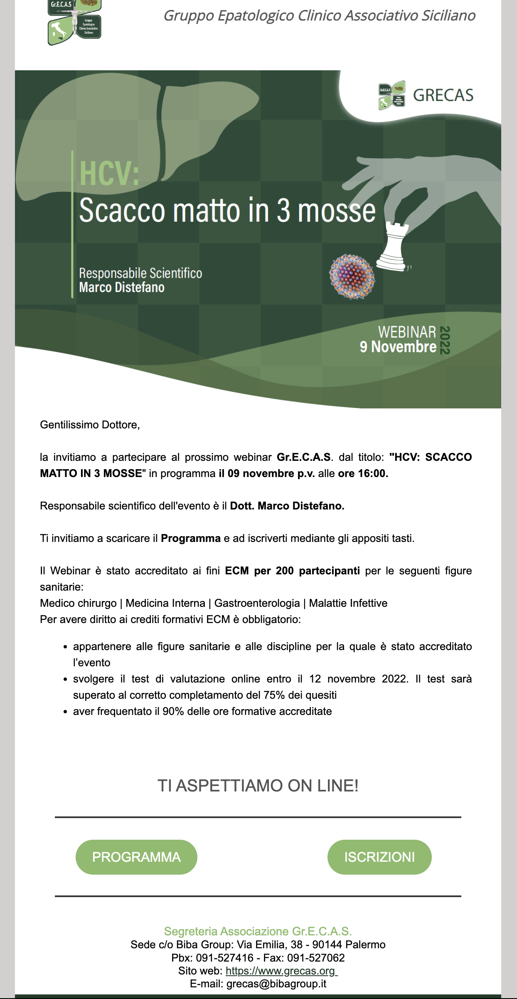 Gr.E.C.A.S
Gruppo
Epatologico
Clinico Associativo
Siciliano
Gruppo Epatologico Clinico Associativo Siciliano
Gr.E.C.A.S
GRECAS
HCV:
Scacco matto in 3 mosse
Responsabile Scientifico
Marco Distefano
WEBINAR
9 Novembre
2022
Gentilissimo Dottore,
la invitiamo a partecipare al prossimo webinar Gr.E.C.A.S. dal titolo: "HCV: SCACCO
MATTO IN 3 MOSSE" in programma il 09 novembre p.v. alle ore 16:00.
Responsabile scientifico dell'evento è il Dott. Marco Distefano.
Ti invitiamo a scaricare il Programma e ad iscriverti mediante gli appositi tasti.
Il Webinar è stato accreditato ai fini ECM per 200 partecipanti per le seguenti figure
sanitarie:
Medico chirurgo | Medicina Interna | Gastroenterologia | Malattie Infettive
Per avere diritto ai crediti formativi ECM è obbligatorio:
• appartenere alle figure sanitarie e alle discipline per la quale è stato accreditato
l’evento
• svolgere il test di valutazione online entro il 12 novembre 2022. Il test sarà
superato al corretto completamento del 75% dei quesiti
• aver frequentato il 90% delle ore formative accreditate
TI ASPETTIAMO ON LINE!
PROGRAMMA
ISCRIZIONI
Segreteria Associazione Gr.E.C.A.S.
Sede c/o Biba Group: Via Emilia, 38 - 90144 Palermo
Pbx: 091-527416 - Fax: 091-527062
Sito web: https://www.grecas.org
E-mail: grecas@bibagroup.it